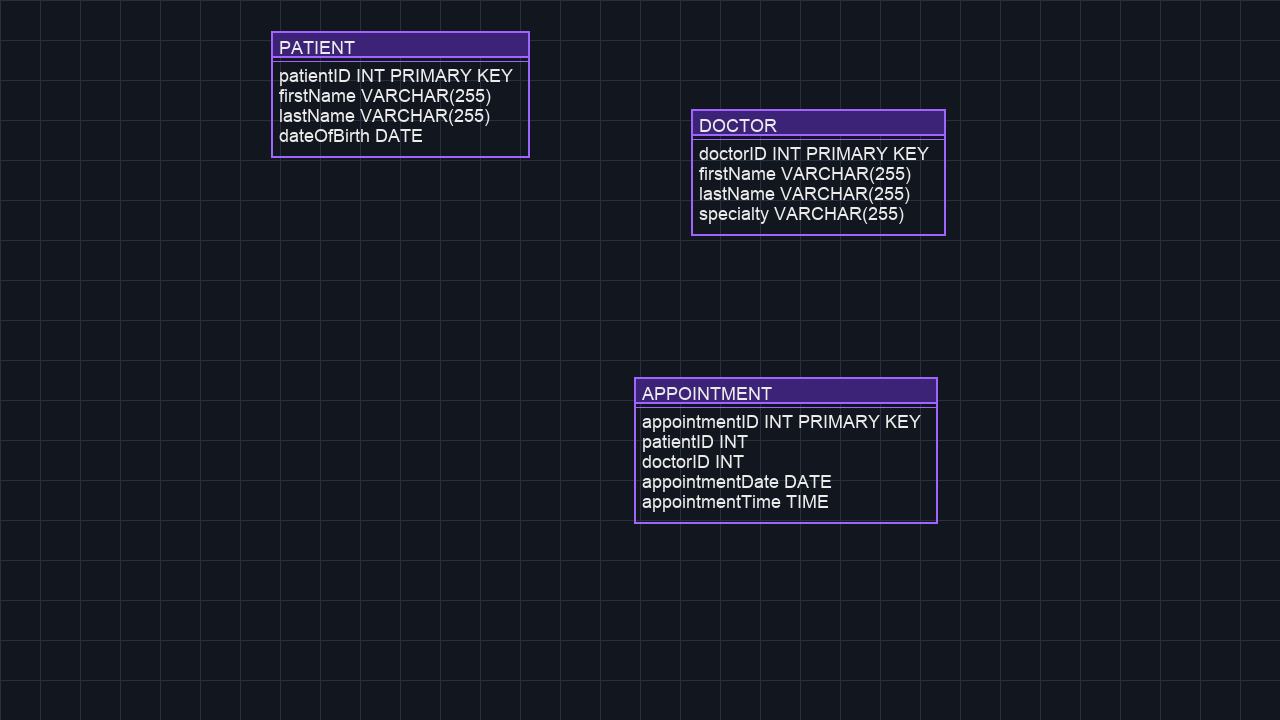 PATIENT
patientID INT PRIMARY KEY
firstName VARCHAR(255)
lastName VARCHAR(255)
dateOfBirth DATE
DOCTOR
doctorID INT PRIMARY KEY
firstName VARCHAR(255)
lastName VARCHAR(255)
specialty VARCHAR(255)
APPOINTMENT
appointmentID INT PRIMARY KEY
patientID INT
doctorID INT
appointmentDate DATE
appointmentTime TIME